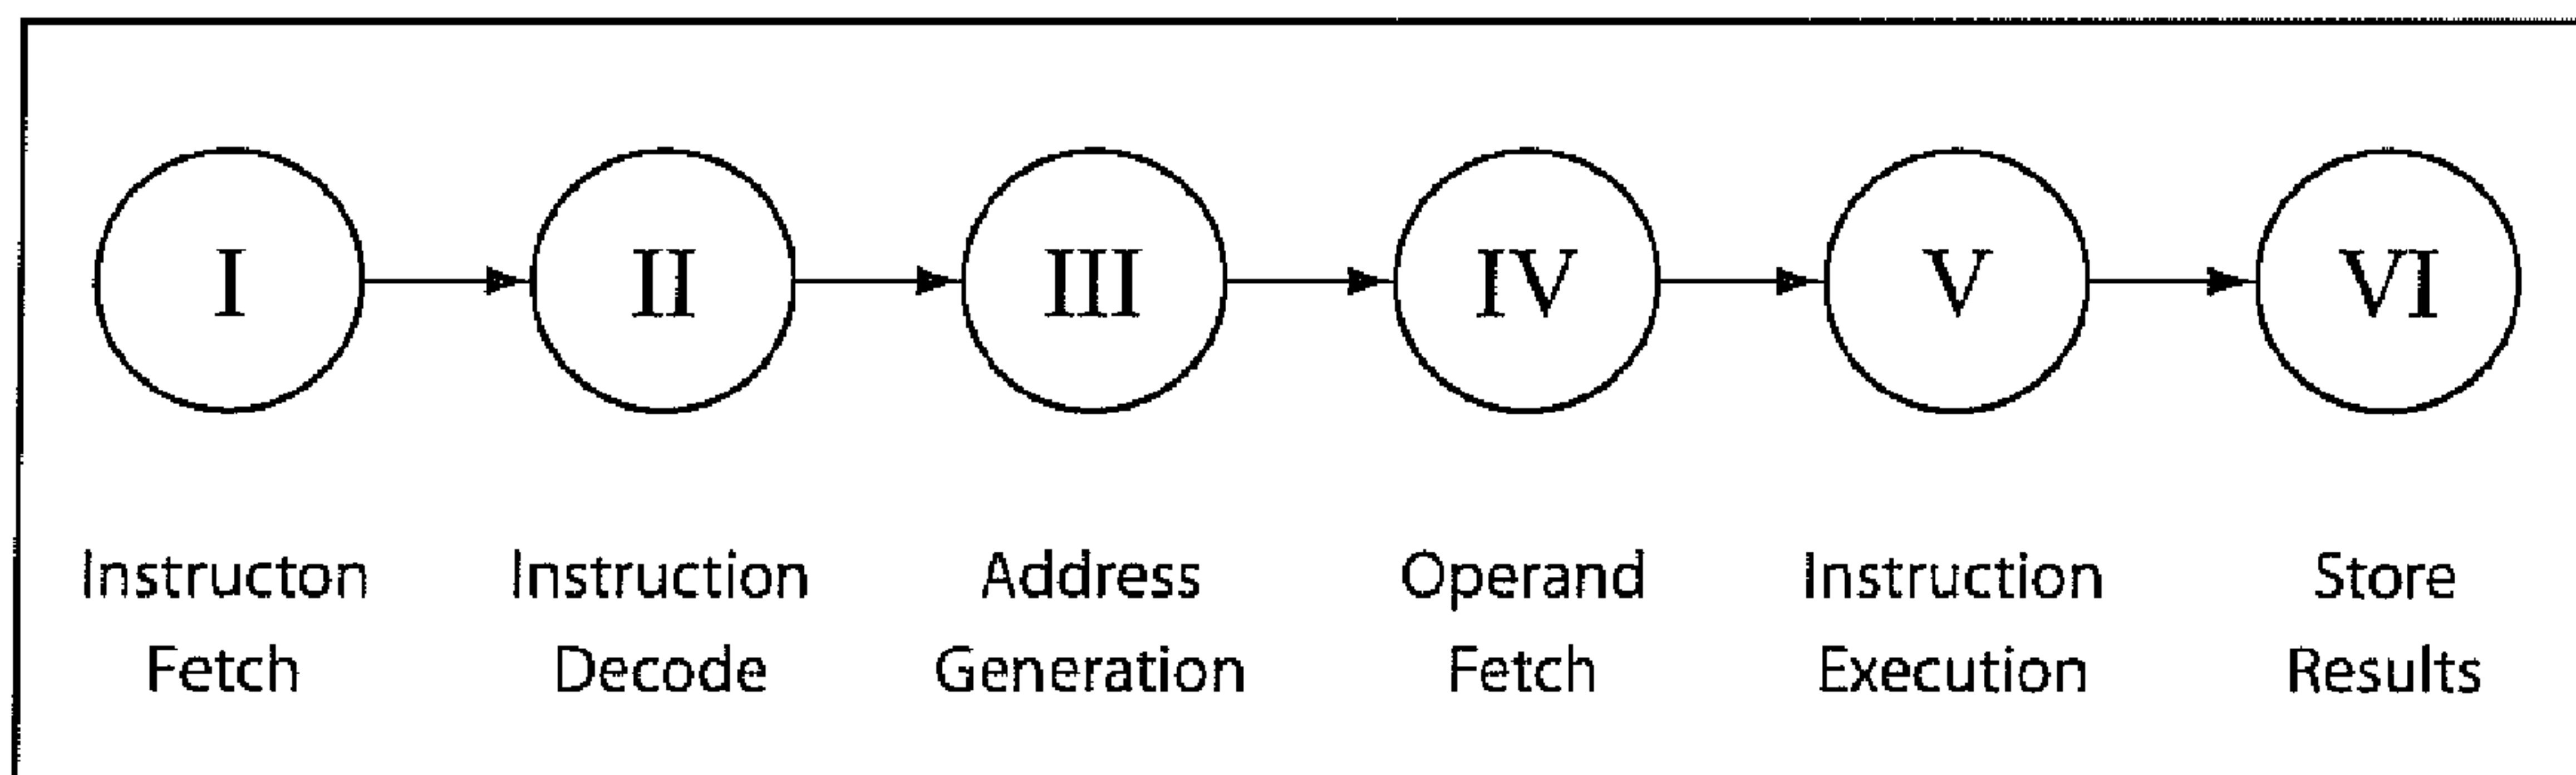 I
II
III
IV
V
VI
Instructon
Fetch
Instruction
Decode
Address
Generation
Operand
Fetch
Instruction
Execution
Store
Results